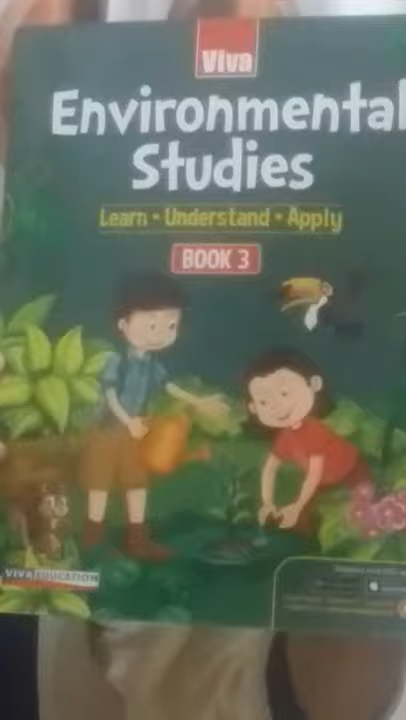 Viva
Environmental
Studies
Learn • Understand • Apply
BOOK 3
VIVA EDUCATION